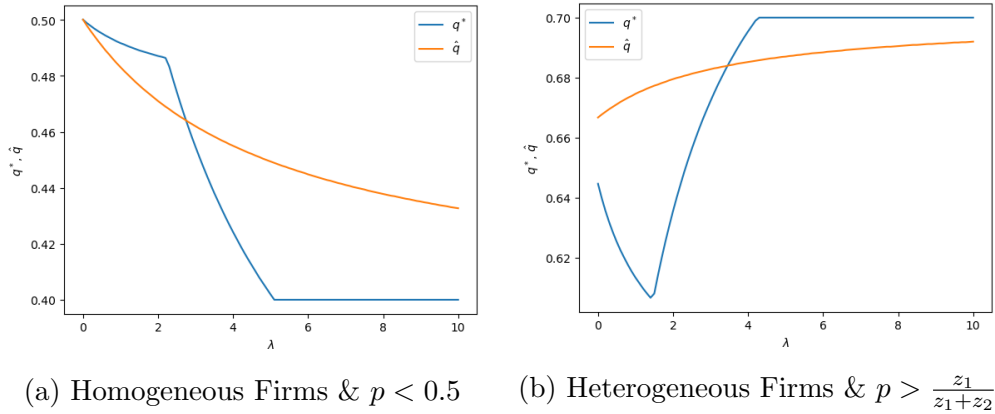 0.50
0.48
0.46
0.44
0.42
0.40
q*, q̂
q*
q̂
0 2 4 6 8 10
λ
(a) Homogeneous Firms & p < 0.5
0.70
0.68
0.66
0.64
0.62
q*, q̂
q*
q̂
0 2 4 6 8 10
λ
(b) Heterogeneous Firms & p > z₁/(z₁+z₂)